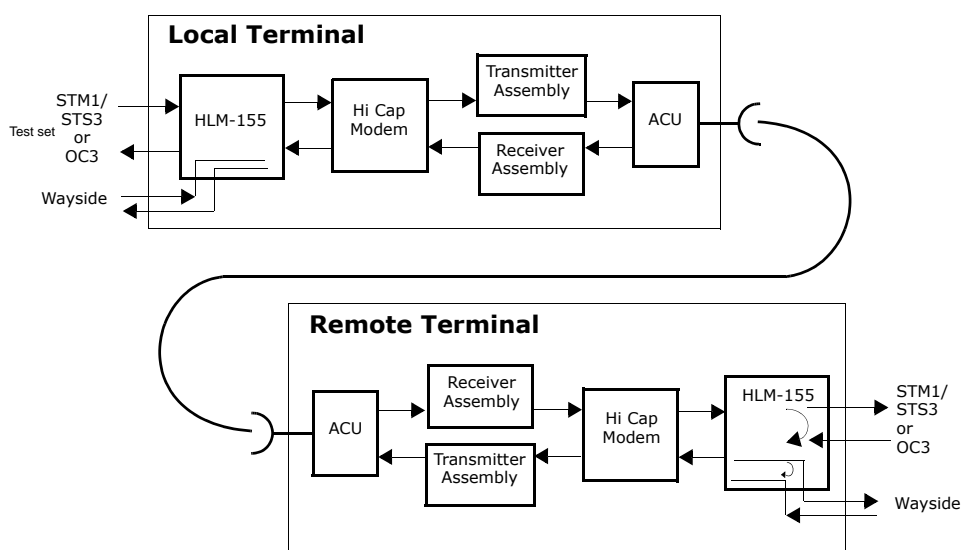 Local Terminal
STM1/
STS3
or
OC3
Test set
HLM-155
Hi Cap
Modem
Transmitter
Assembly
Receiver
Assembly
ACU
Wayside
Remote Terminal
ACU
Receiver
Assembly
Transmitter
Assembly
Hi Cap
Modem
HLM-155
STM1/
STS3
or
OC3
Wayside